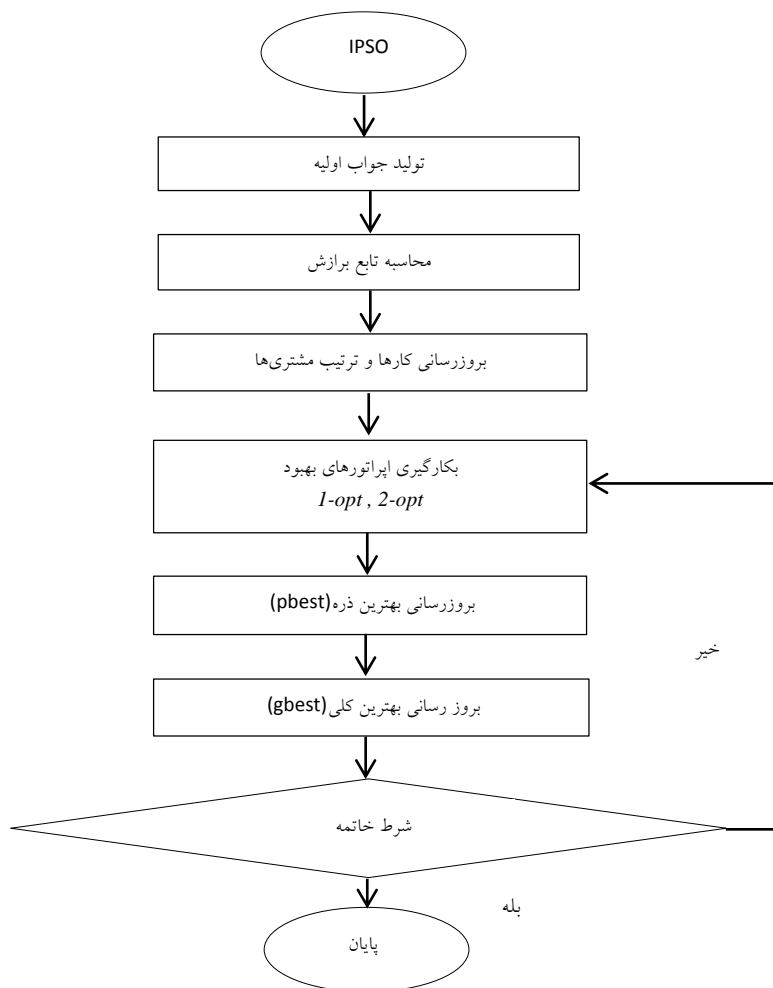 IPSO
تولید جواب اولیه
محاسبه تابع برازش
بروزرسانی کارها و ترتیب مشتری‌ها
بکارگیری اپراتورهای بهبود
1-opt , 2-opt
بروزرسانی بهترین ذره(pbest)
خیر
بروز رسانی بهترین کلی(gbest)
شرط خاتمه
بله
پایان